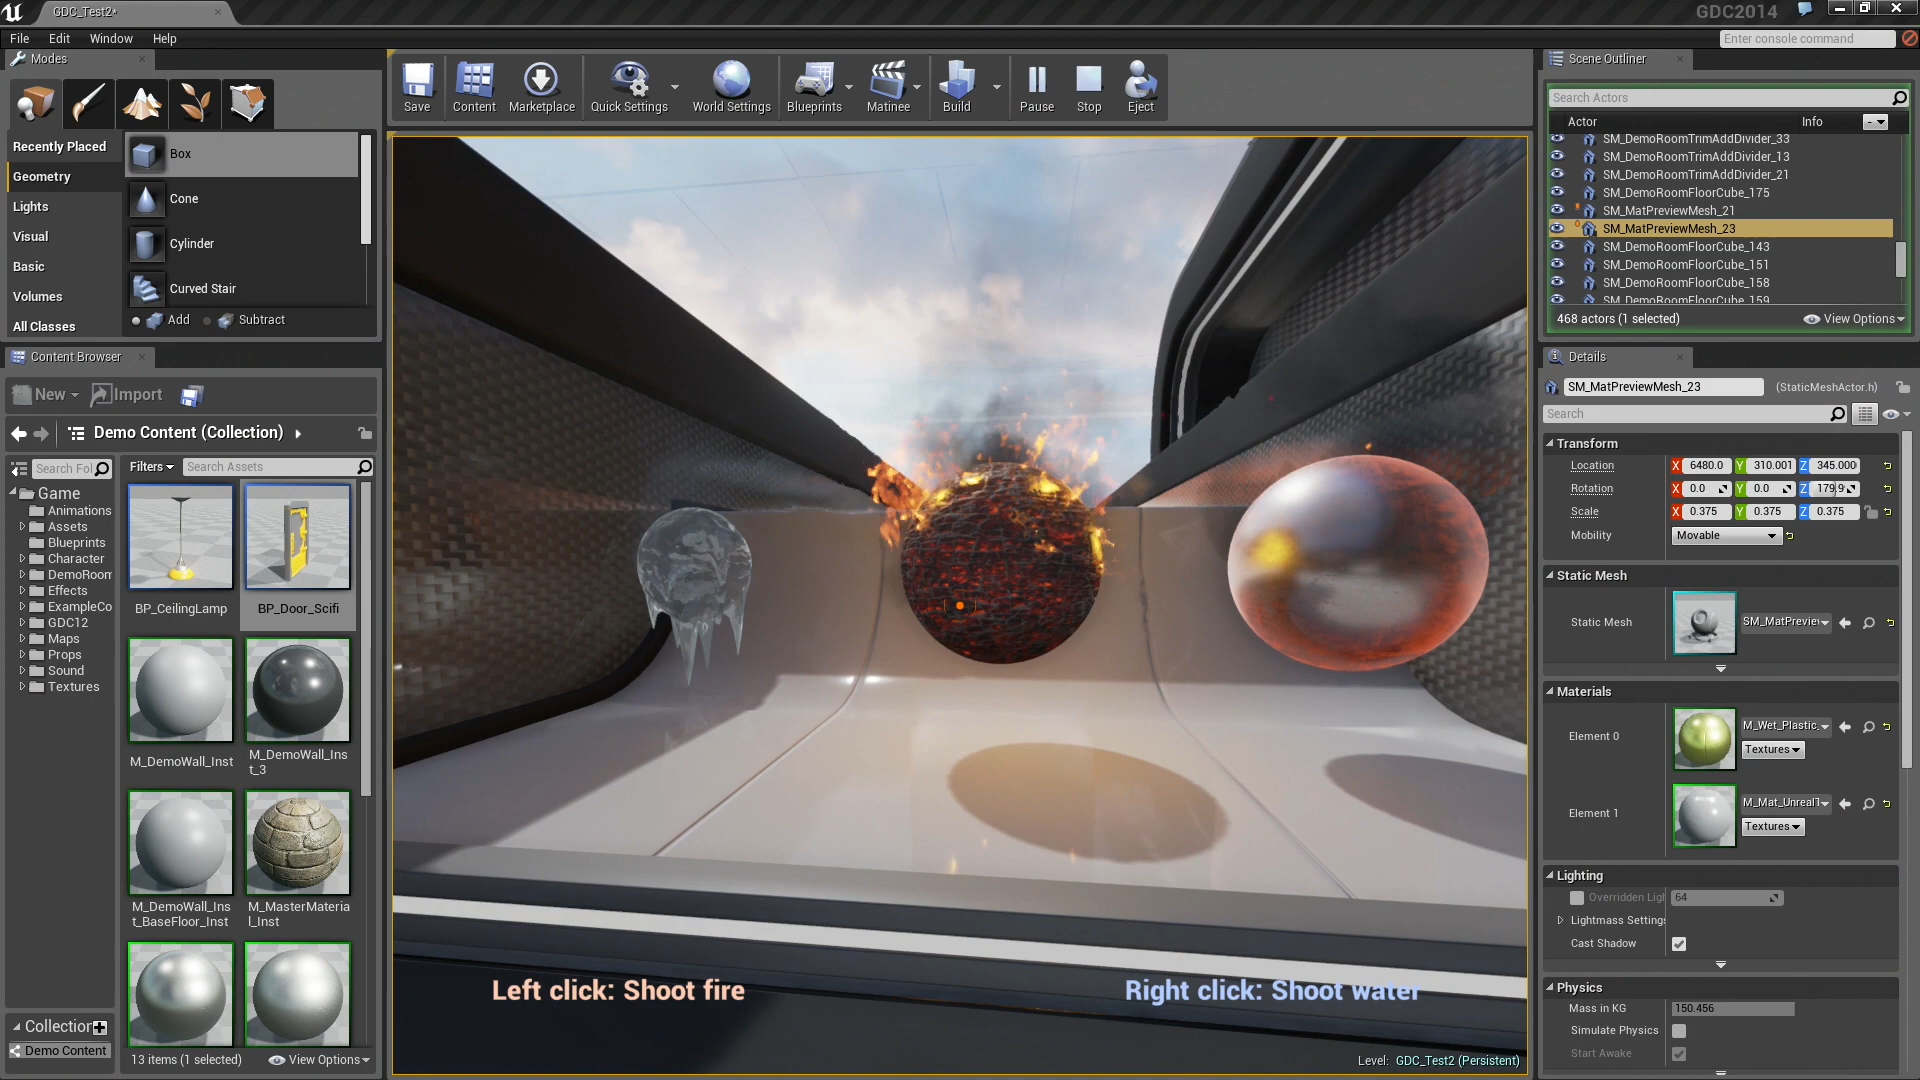 GDC_Test2*
GDC2014
File Edit Window Help
Enter console command
Modes
Save Content Marketplace Quick Settings World Settings Blueprints Matinee Build Pause Stop Eject
Recently Placed
Geometry
Lights
Visual
Basic
Volumes
All Classes
Box
Cone
Cylinder
Curved Stair
Add Subtract
Content Browser
New Import
Demo Content (Collection)
Search Fol
Filters Search Assets
Game
Animations
Assets
Blueprints
Character
DemoRoom
Effects
ExampleCo
GDC12
Maps
Props
Sound
Textures
BP_CeilingLamp
BP_Door_Scifi
M_DemoWall_Inst
M_DemoWall_Ins
t_3
M_DemoWall_Ins
t_BaseFloor_Inst
M_MasterMateria
l_Inst
Collection
Demo Content
13 items (1 selected) View Options
Left click: Shoot fire
Right click: Shoot water
Level: GDC_Test2 (Persistent)
Scene Outliner
Search Actors
Actor Info
SM_DemoRoomTrimAddDivider_33
SM_DemoRoomTrimAddDivider_13
SM_DemoRoomTrimAddDivider_21
SM_DemoRoomFloorCube_175
SM_MatPreviewMesh_21
SM_MatPreviewMesh_23
SM_DemoRoomFloorCube_143
SM_DemoRoomFloorCube_151
SM_DemoRoomFloorCube_158
SM_DemoRoomFloorCube_159
468 actors (1 selected) View Options
Details
SM_MatPreviewMesh_23 (StaticMeshActor.h)
Search
Transform
Location X 6480.0 Y 310.001 Z 345.000
Rotation X 0.0 Y 0.0 Z 179.9
Scale X 0.375 Y 0.375 Z 0.375
Mobility Movable
Static Mesh
Static Mesh SM_MatPreview
Materials
Element 0 M_Wet_Plastic_
Textures
Element 1 M_Mat_UnrealT
Textures
Lighting
Overridden Ligh 64
Lightmass Settings
Cast Shadow
Physics
Mass in KG 150.456
Simulate Physics
Start Awake